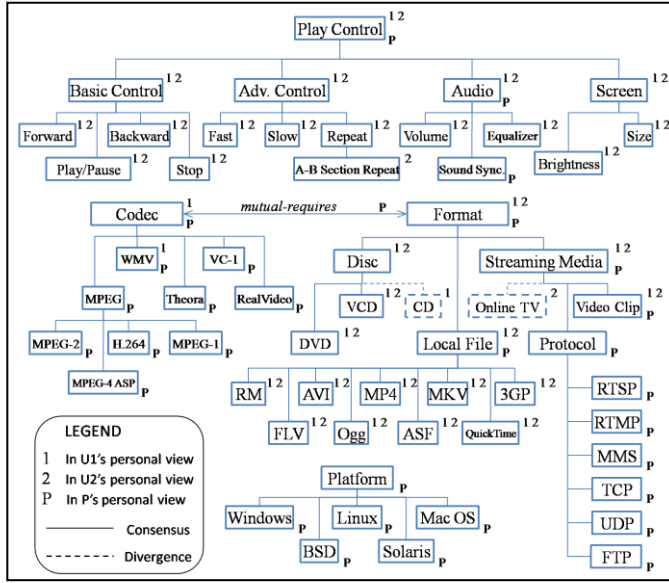 Play Control 1 2 P
Basic Control 1 2
Adv. Control 1 2
Audio 1 2 P
Screen 1 2
Forward 1 2
Backward 1 2
Fast 1 2
Slow 1 2
Repeat 1 2
Volume 1 2
Equalizer 1 2
Size 1 2
Play/Pause 1 2
Stop 1 2
A-B Section Repeat 2
Sound Sync. P
Brightness 1 2
Codec 1 P
mutual-requires P
Format 1 2 P
WMV 1 P
VC-1 P
Disc 1 2
Streaming Media 1 2 P
MPEG P
Theora P
RealVideo P
VCD 1 2
CD 1
Online TV 2
Video Clip 1 2 P
MPEG-2 P
H.264 P
MPEG-1 P
DVD 1 2
Local File 1 2 P
Protocol P
MPEG-4 ASP P
RM 1 2
AVI 1 2
MP4 1 2
MKV 1 2
3GP 1 2
RTSP P
FLV 1 2
Ogg 1 2
ASF 1 2
QuickTime 1 2
RTMP P
MMS P
TCP P
UDP P
FTP P
Platform P
Windows P
Linux P
Mac OS P
BSD P
Solaris P
LEGEND
1 In U1's personal view
2 In U2's personal view
P In P's personal view
Consensus
Divergence